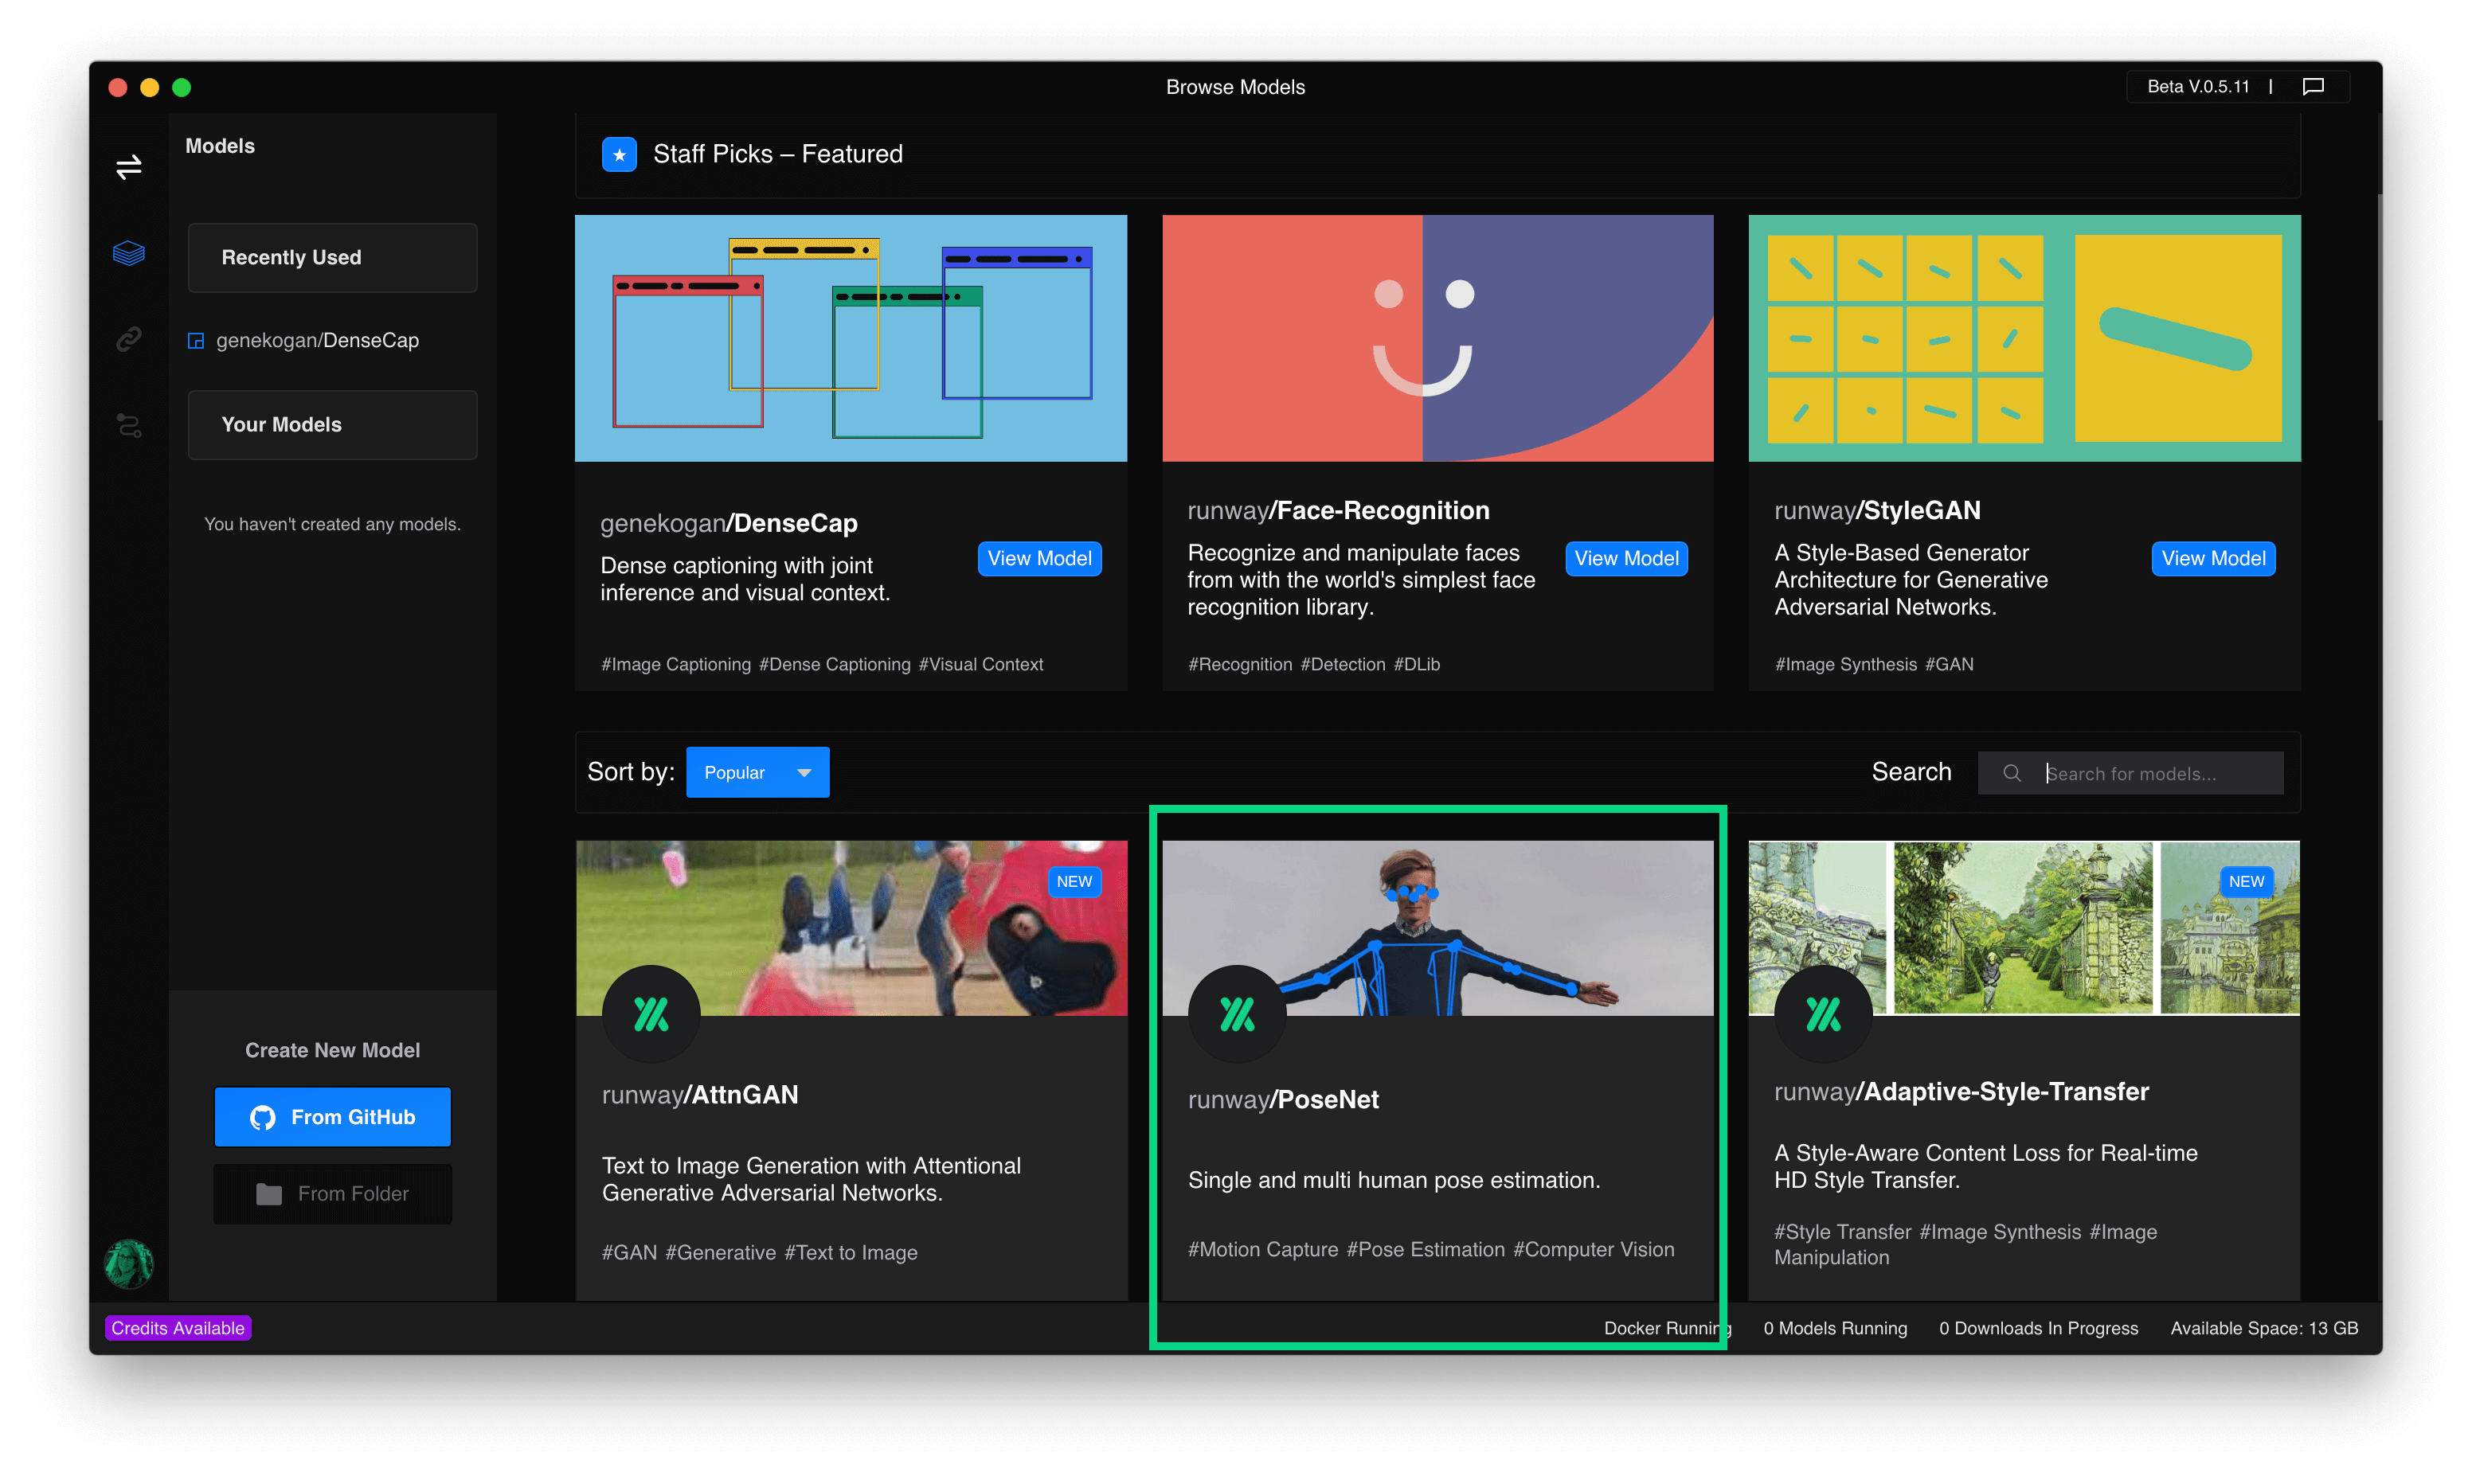 Browse Models
Beta V.0.5.11 |
Models
Recently Used
genekogan/DenseCap
Your Models
You haven't created any models.
Create New Model
From GitHub
From Folder
Staff Picks – Featured
genekogan/DenseCap
Dense captioning with joint
inference and visual context.
View Model
#Image Captioning #Dense Captioning #Visual Context
runway/Face-Recognition
Recognize and manipulate faces
from with the world's simplest face
recognition library.
View Model
#Recognition #Detection #DLib
runway/StyleGAN
A Style-Based Generator
Architecture for Generative
Adversarial Networks.
View Model
#Image Synthesis #GAN
Sort by:
Popular
Search
Search for models...
NEW
runway/AttnGAN
Text to Image Generation with Attentional
Generative Adversarial Networks.
#GAN #Generative #Text to Image
runway/PoseNet
Single and multi human pose estimation.
#Motion Capture #Pose Estimation #Computer Vision
NEW
runway/Adaptive-Style-Transfer
A Style-Aware Content Loss for Real-time
HD Style Transfer.
#Style Transfer #Image Synthesis #Image
Manipulation
Credits Available
Docker Running
0 Models Running
0 Downloads In Progress
Available Space: 13 GB